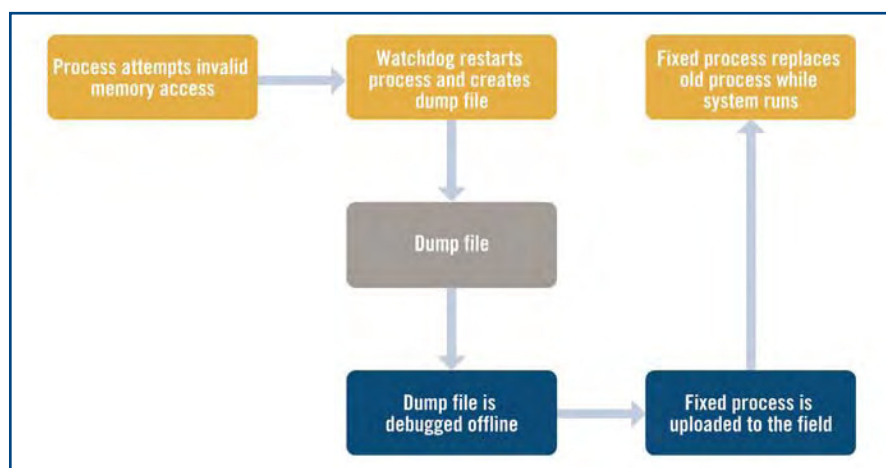 Process attempts invalid
memory access
Watchdog restarts
process and creates
dump file
Fixed process replaces
old process while
system runs
Dump file
Dump file is
debugged offline
Fixed process is
uploaded to the field